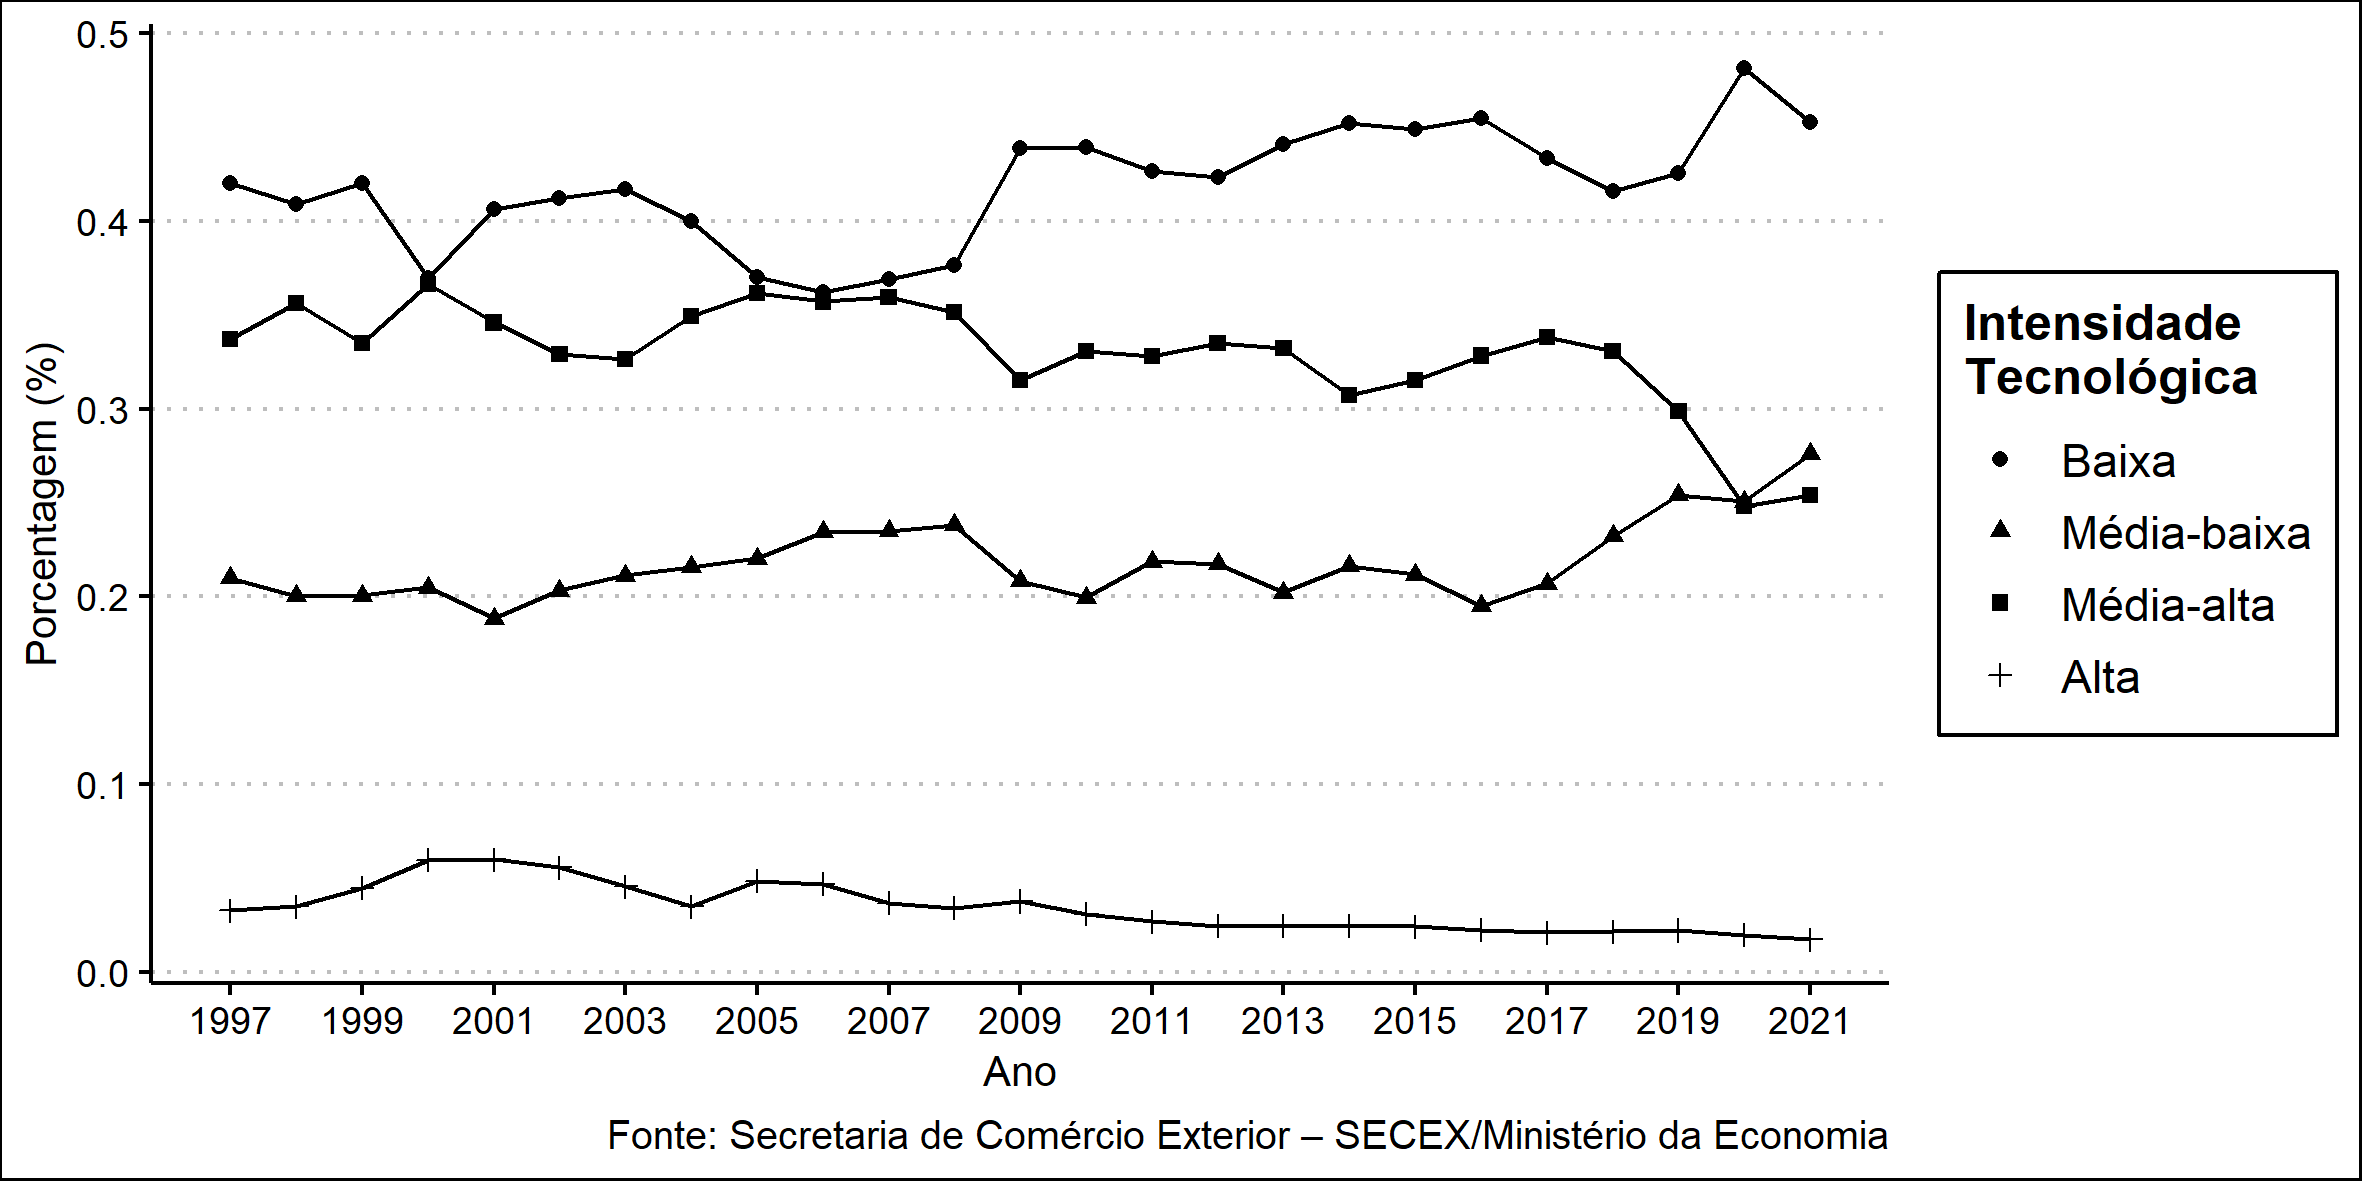 0.5
0.4
0.3
0.2
0.1
0.0
Porcentagem (%)
1997 1999 2001 2003 2005 2007 2009 2011 2013 2015 2017 2019 2021
Ano
Intensidade
Tecnológica
Baixa
Média-baixa
Média-alta
Alta
Fonte: Secretaria de Comércio Exterior – SECEX/Ministério da Economia